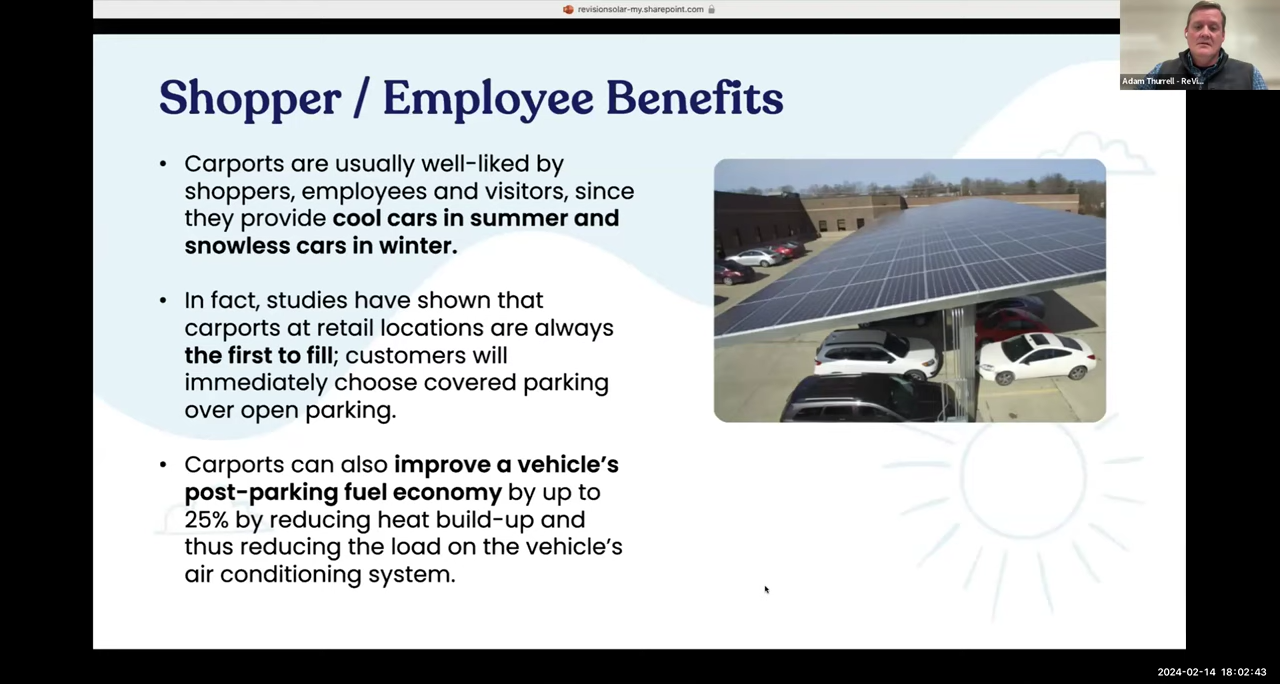 revisionsolar-my.sharepoint.com
Adam Thurrell - ReVi...
Shopper / Employee Benefits
• Carports are usually well-liked by
shoppers, employees and visitors, since
they provide cool cars in summer and
snowless cars in winter.
• In fact, studies have shown that
carports at retail locations are always
the first to fill; customers will
immediately choose covered parking
over open parking.
• Carports can also improve a vehicle’s
post-parking fuel economy by up to
25% by reducing heat build-up and
thus reducing the load on the vehicle’s
air conditioning system.
2024-02-14 18:02:43